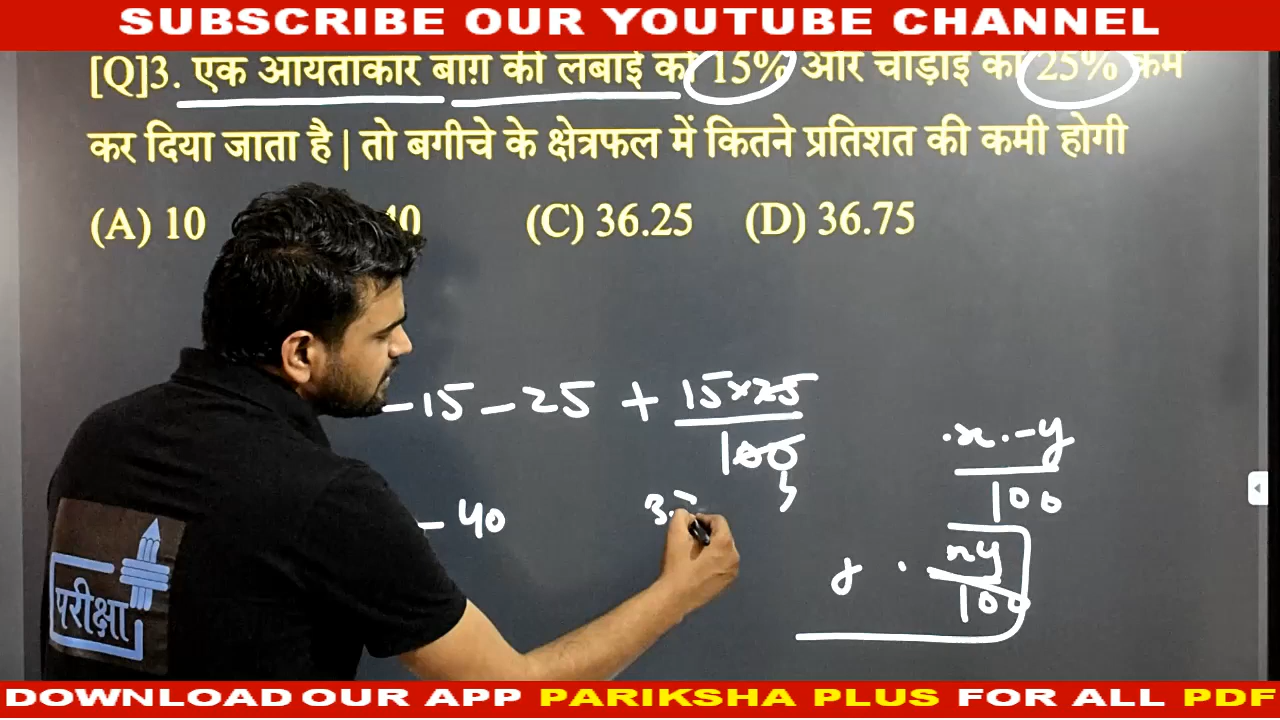 SUBSCRIBE OUR YOUTUBE CHANNEL
[Q]3. एक आयताकार बाग़ की लंबाई को 15% और चौड़ाई को 25% कम
कर दिया जाता है | तो बगीचे के क्षेत्रफल में कितने प्रतिशत की कमी होगी
(A) 10 40 (C) 36.25 (D) 36.75
-15-25 + 15×25
100
x.-y
100
- 40
xy
100
परीक्षा
DOWNLOAD OUR APP PARIKSHA PLUS FOR ALL PDF